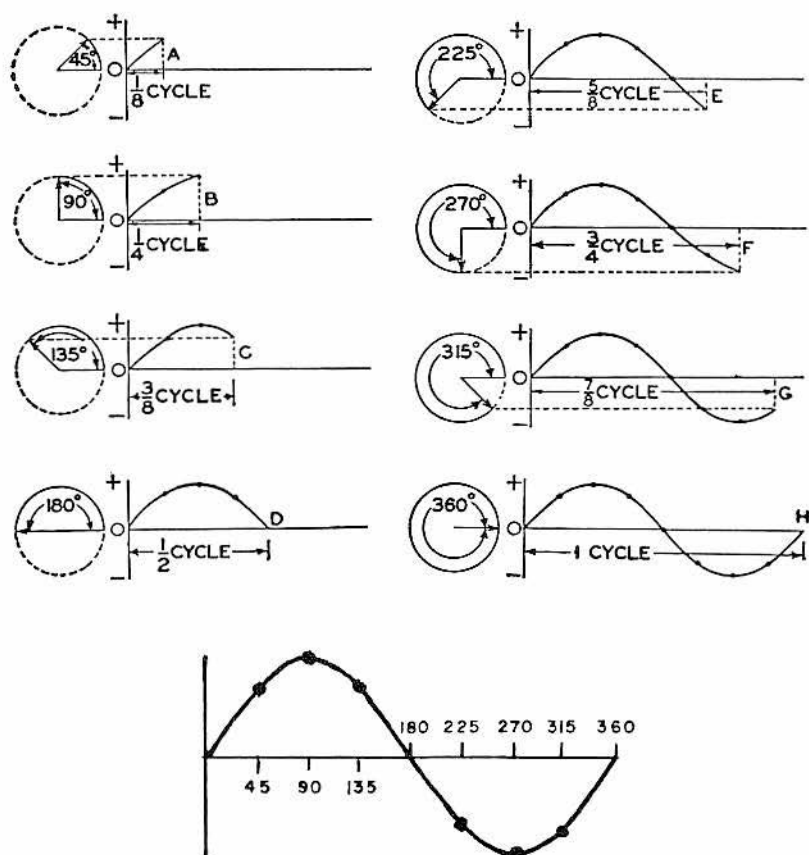 +
45°
O
A
1/8 CYCLE
−
+
90°
O
B
1/4 CYCLE
−
+
135°
O
C
3/8 CYCLE
−
+
180°
O
D
1/2 CYCLE
−
+
225°
O
5/8 CYCLE
E
−
+
270°
O
3/4 CYCLE
F
−
+
315°
O
7/8 CYCLE
G
−
+
360°
O
H
1 CYCLE
−
180 225 270 315 360
45 90 135